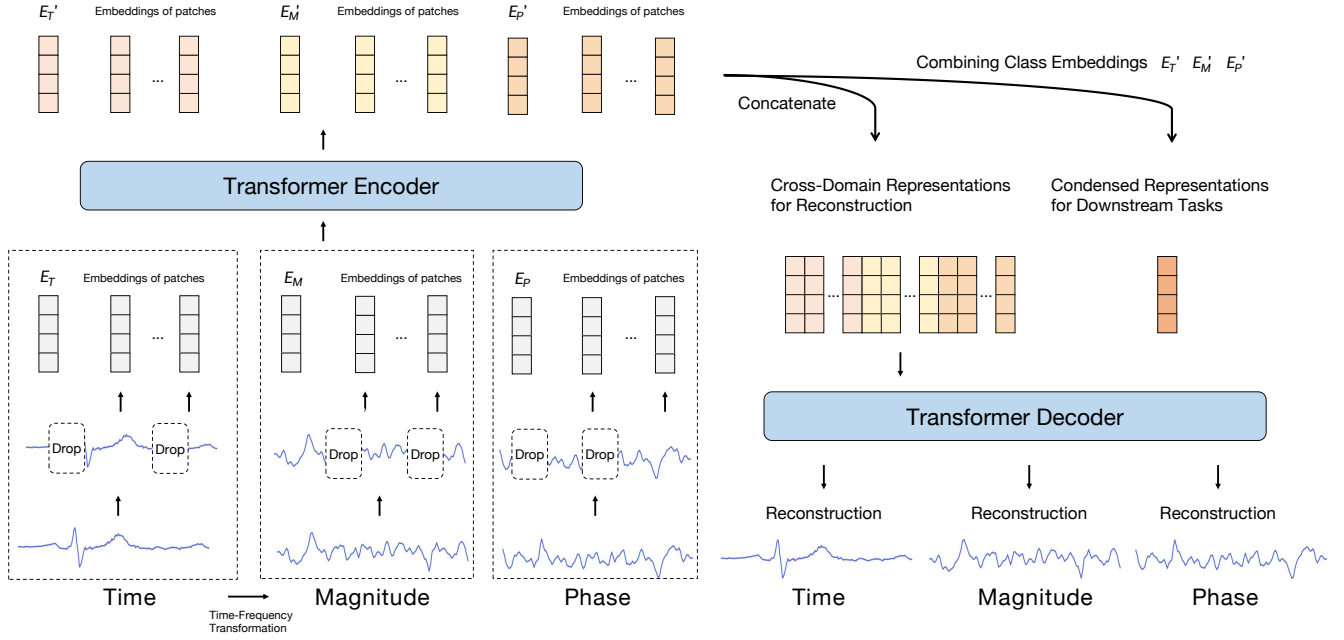 E_T' Embeddings of patches E_M' Embeddings of patches E_P' Embeddings of patches
... ... ...
Transformer Encoder
E_T Embeddings of patches E_M Embeddings of patches E_P Embeddings of patches
... ... ...
Drop Drop Drop Drop Drop Drop
Time Magnitude Phase
Time-Frequency
Transformation
Combining Class Embeddings E_T' E_M' E_P'
Concatenate
Cross-Domain Representations
for Reconstruction
Condensed Representations
for Downstream Tasks
... ... ...
Transformer Decoder
Reconstruction Reconstruction Reconstruction
Time Magnitude Phase